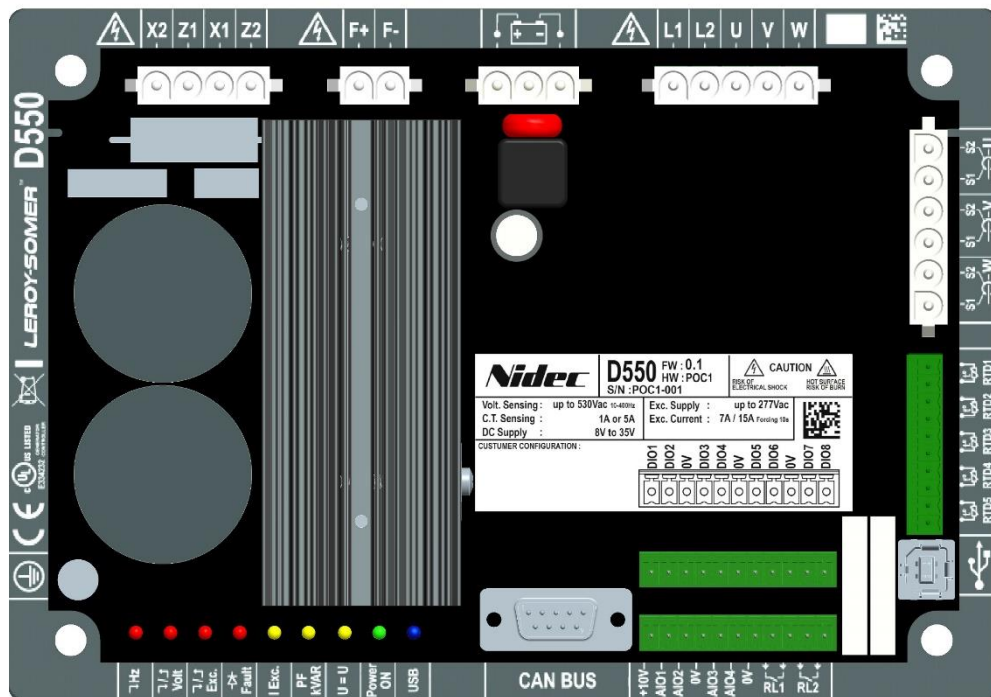 X2 Z1 X1 Z2
F+ F-
+ -
L1 L2 U V W
LEROY-SOMER™ D550
c UL US LISTED
CE
S2 S1 U
S2 S1 V
S2 S1 W
RTD1
RTD2
RTD3
RTD4
RTD5
Nidec
D550 FW : 0.1
HW : POC1
S/N :POC1-001
CAUTION
RISK OF ELECTRICAL SHOCK
HOT SURFACE RISK OF BURN
Volt. Sensing : up to 530Vac 10-400Hz
C.T. Sensing : 1A or 5A
DC Supply : 8V to 35V
Exc. Supply : up to 277Vac
Exc. Current : 7A / 15A Forcing 10s
CUSTUMER CONFIGURATION :
DIO1 DIO2 0V DIO3 DIO4 0V DIO5 DIO6 0V DIO7 DIO8
Hz
Volt
Exc.
Fault
I Exc.
PF kVAR
U = U
Power ON
USB
CAN BUS
+10V AIO1 AIO2 0V AIO3 AIO4 0V RL1 RL2